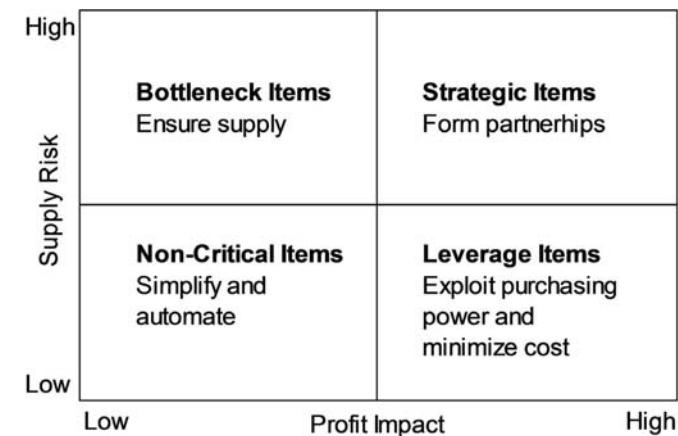 High
Bottleneck Items
Ensure supply
Strategic Items
Form partnerhips
Supply Risk
Non-Critical Items
Simplify and
automate
Leverage Items
Exploit purchasing
power and
minimize cost
Low
Low
Profit Impact
High